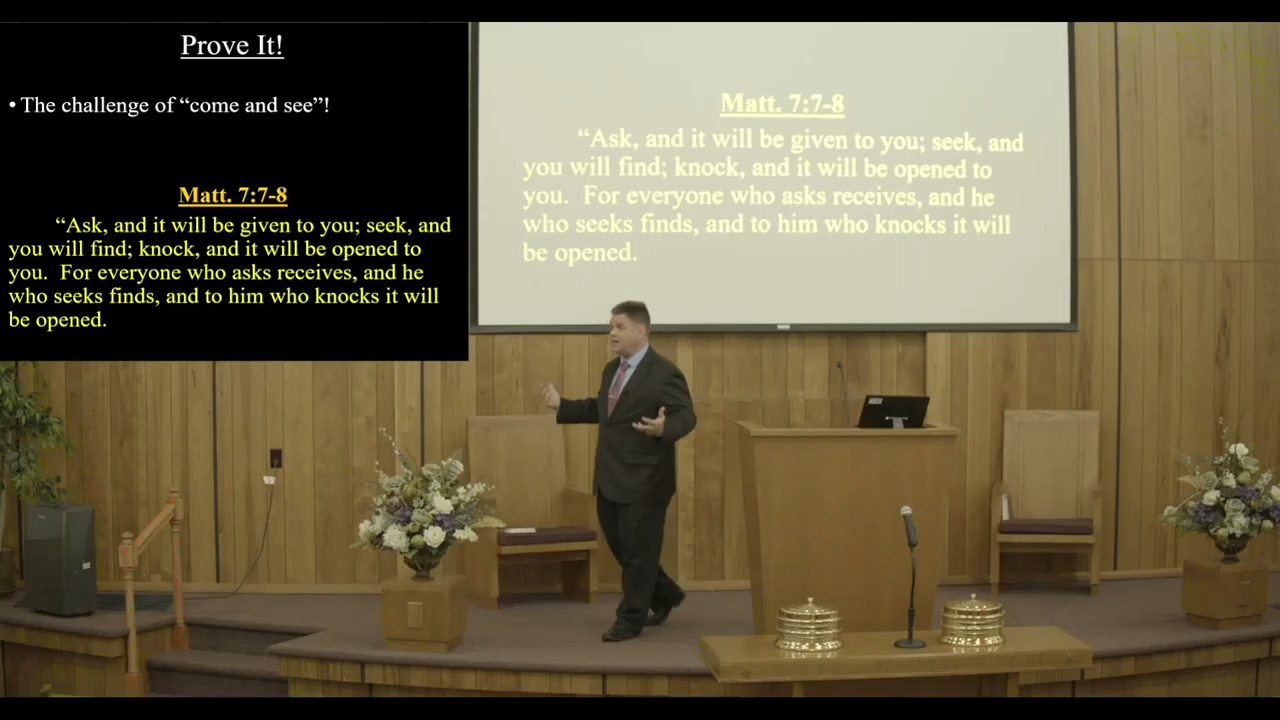 Prove It!
• The challenge of “come and see”!
Matt. 7:7-8
“Ask, and it will be given to you; seek, and
you will find; knock, and it will be opened to
you.  For everyone who asks receives, and he
who seeks finds, and to him who knocks it will
be opened.
Matt. 7:7-8
“Ask, and it will be given to you; seek, and
you will find; knock, and it will be opened to
you.  For everyone who asks receives, and he
who seeks finds, and to him who knocks it will
be opened.